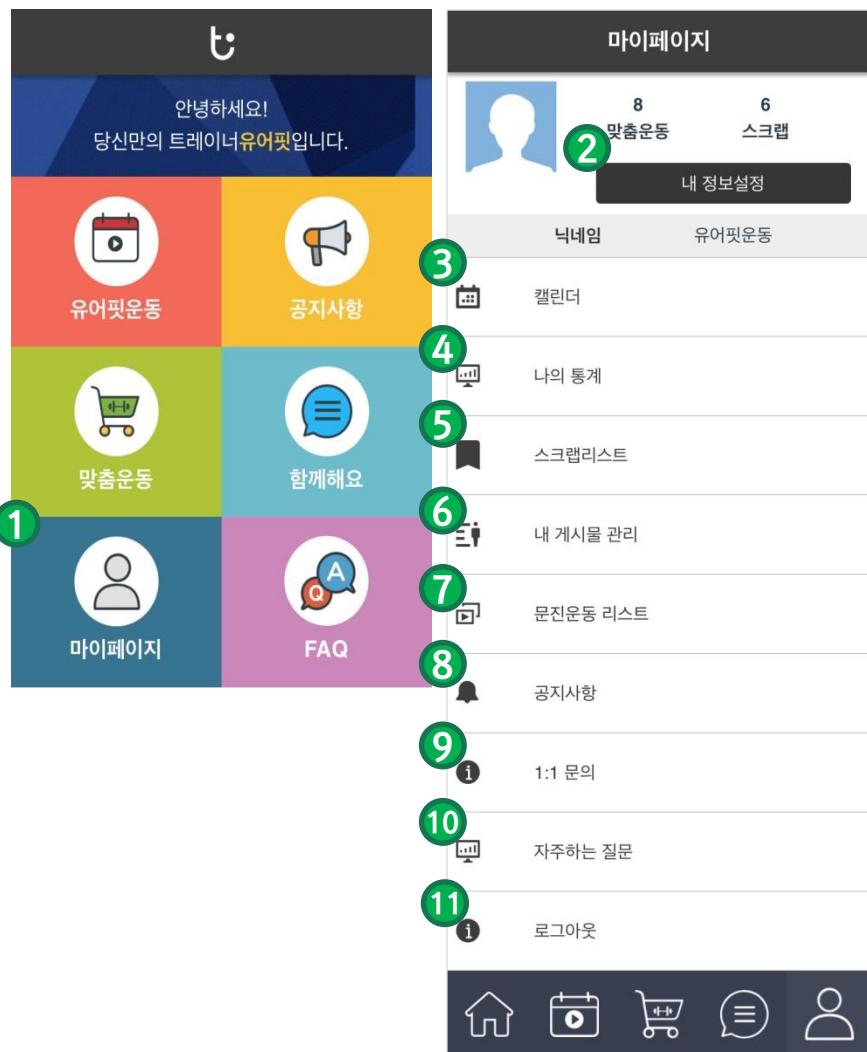 안녕하세요!
당신만의 트레이너유어핏입니다.
유어핏운동
공지사항
맞춤운동
함께해요
1
마이페이지
Q A
FAQ
마이페이지
8 6
맞춤운동 스크랩
2
내 정보설정
닉네임 유어핏운동
3
캘린더
4
나의 통계
5
스크랩리스트
6
내 게시물 관리
7
문진운동 리스트
8
공지사항
9
1:1 문의
10
자주하는 질문
11
로그아웃